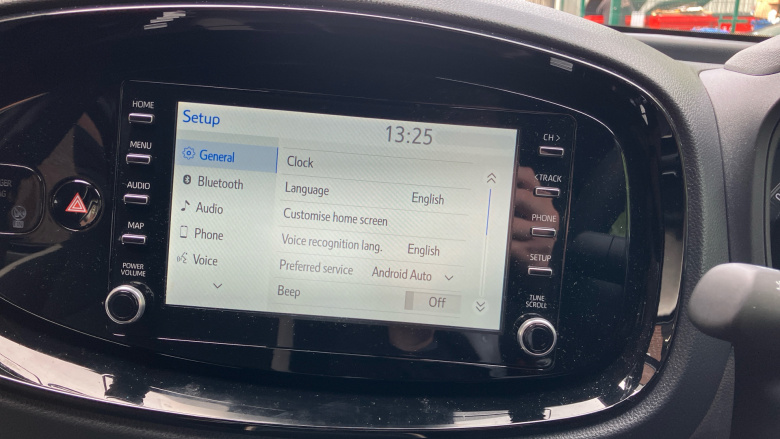 HOME
MENU
AUDIO
MAP
POWER
VOLUME
Setup
13:25
General
Bluetooth
Audio
Phone
Voice
Clock
Language English
Customise home screen
Voice recognition lang. English
Preferred service Android Auto
Beep Off
CH >
<TRACK
PHONE
SETUP
TUNE
SCROLL